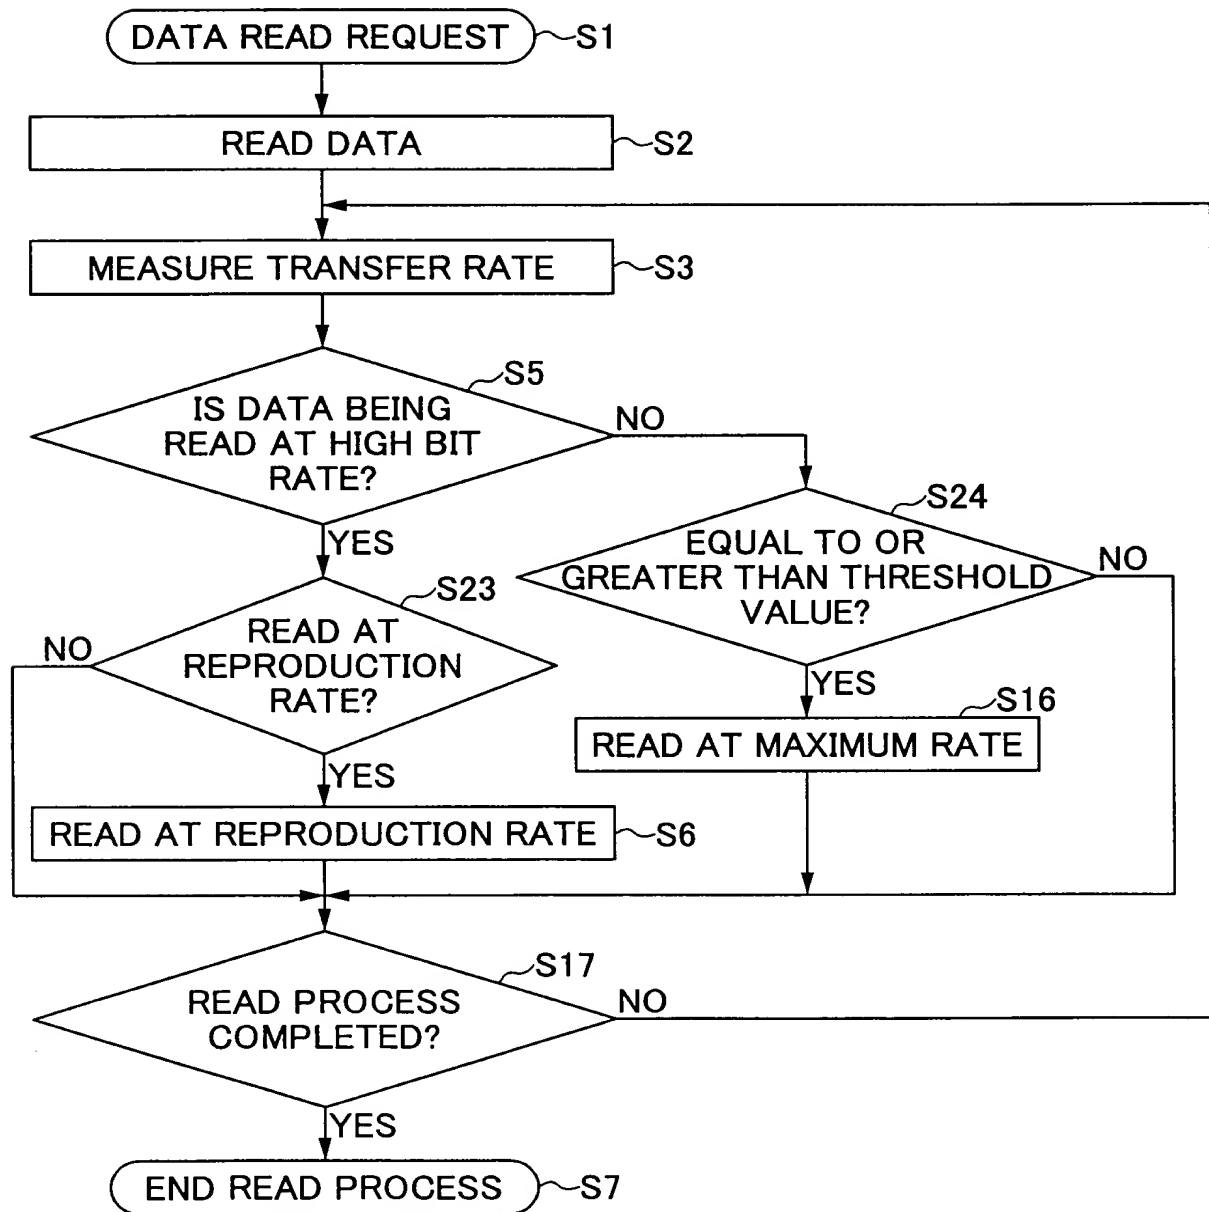 DATA READ REQUEST
S1
READ DATA
S2
MEASURE TRANSFER RATE
S3
S5
IS DATA BEING
READ AT HIGH BIT
RATE?
NO
YES
S24
EQUAL TO OR
GREATER THAN THRESHOLD
VALUE?
NO
YES
S23
READ AT
REPRODUCTION
RATE?
NO
YES
S16
READ AT MAXIMUM RATE
READ AT REPRODUCTION RATE
S6
S17
READ PROCESS
COMPLETED?
NO
YES
END READ PROCESS
S7